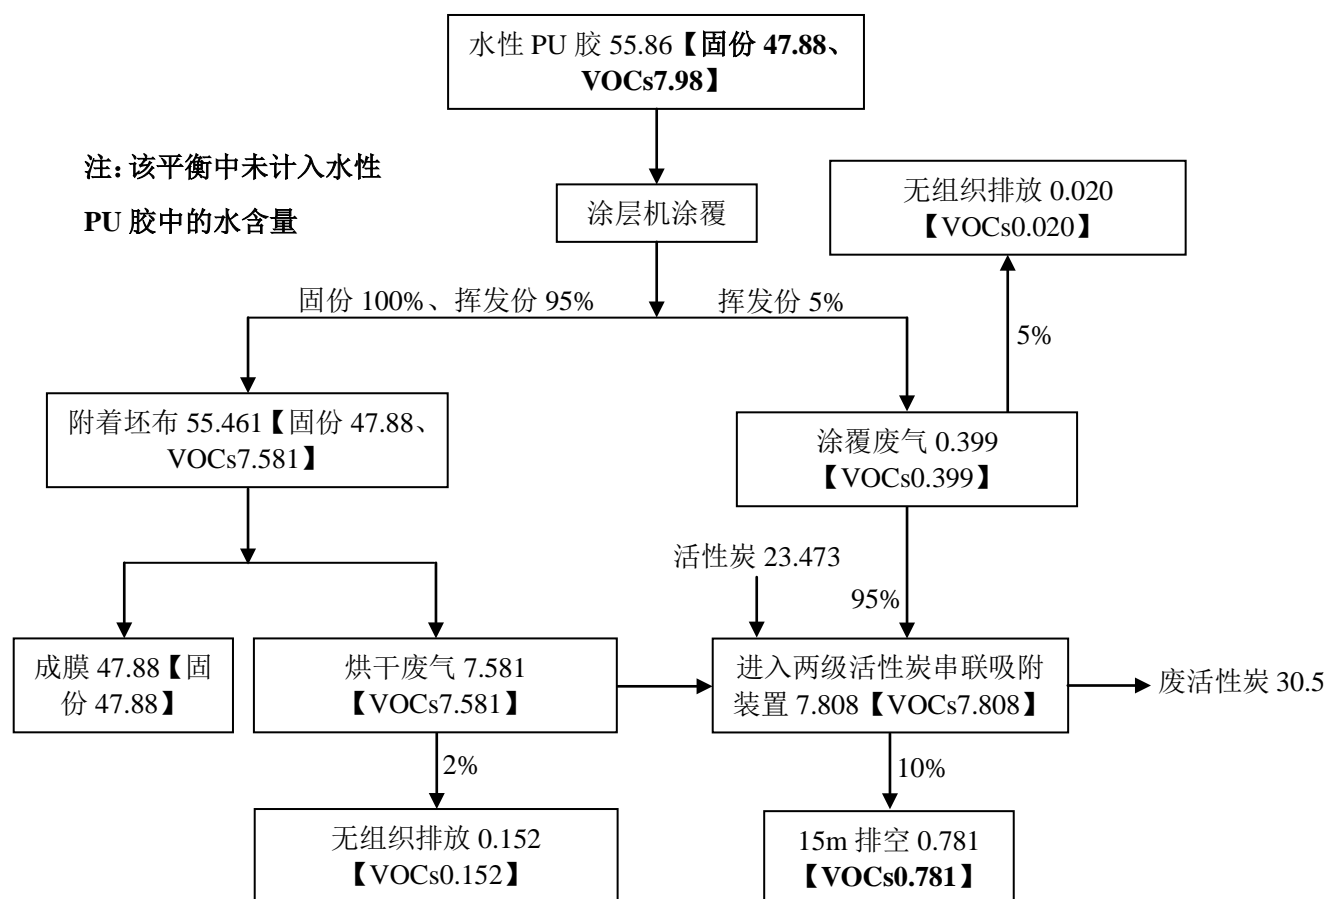 水性 PU 胶 55.86【固份 47.88、
VOCs7.98】
注: 该平衡中未计入水性
PU 胶中的水含量
涂层机涂覆
无组织排放 0.020
【VOCs0.020】
固份 100%、挥发份 95%
挥发份 5%
5%
附着坯布 55.461【固份 47.88、
VOCs7.581】
涂覆废气 0.399
【VOCs0.399】
活性炭 23.473
95%
成膜 47.88【固
份 47.88】
烘干废气 7.581
【VOCs7.581】
进入两级活性炭串联吸附
装置 7.808【VOCs7.808】
废活性炭 30.5
2%
10%
无组织排放 0.152
【VOCs0.152】
15m 排空 0.781
【VOCs0.781】